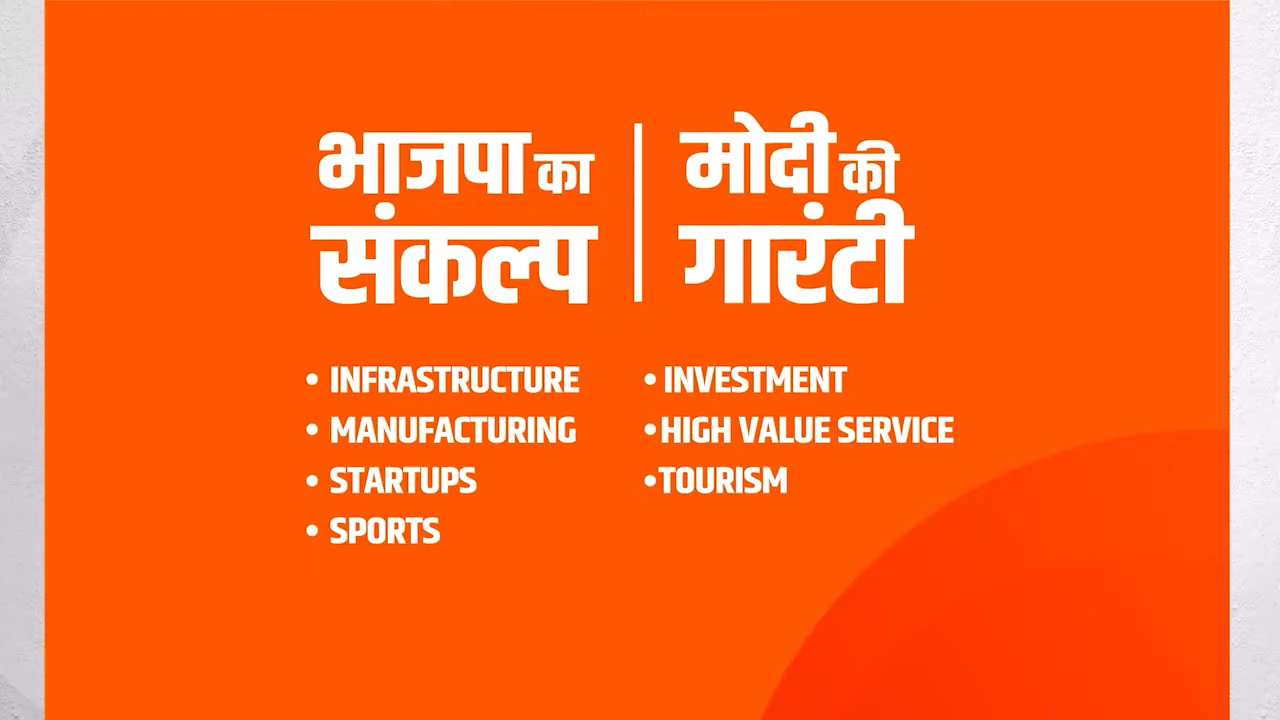 भाजपा का
संकल्प
मोदी की
गारंटी
• INFRASTRUCTURE
• MANUFACTURING
• STARTUPS
• SPORTS
• INVESTMENT
• HIGH VALUE SERVICE
• TOURISM